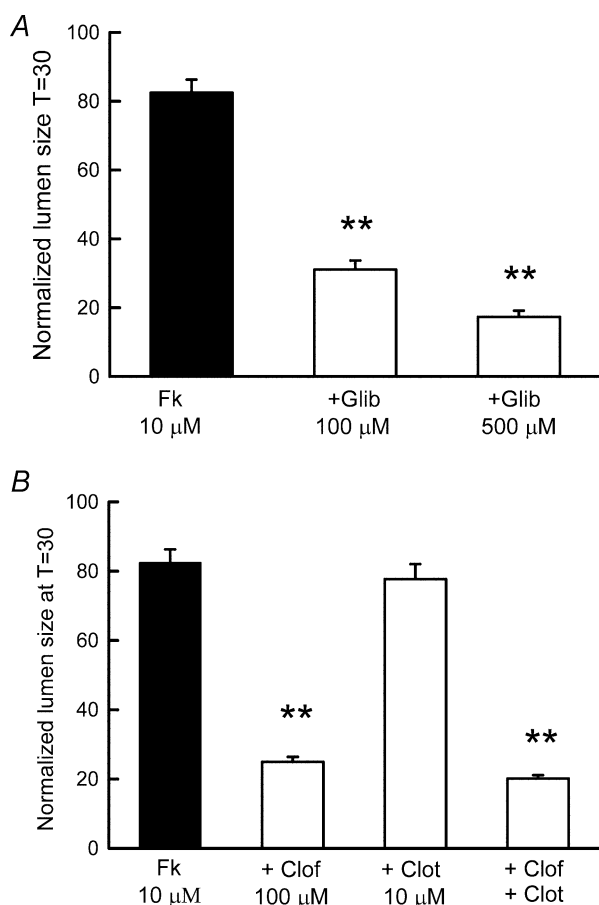 A
Normalized lumen size T=30
100
80
60
40
20
0
**
**
Fk
10 μM
+Glib
100 μM
+Glib
500 μM
B
Normalized lumen size at T=30
100
80
60
40
20
0
**
**
Fk
10 μM
+ Clof
100 μM
+ Clot
10 μM
+ Clof
+ Clot